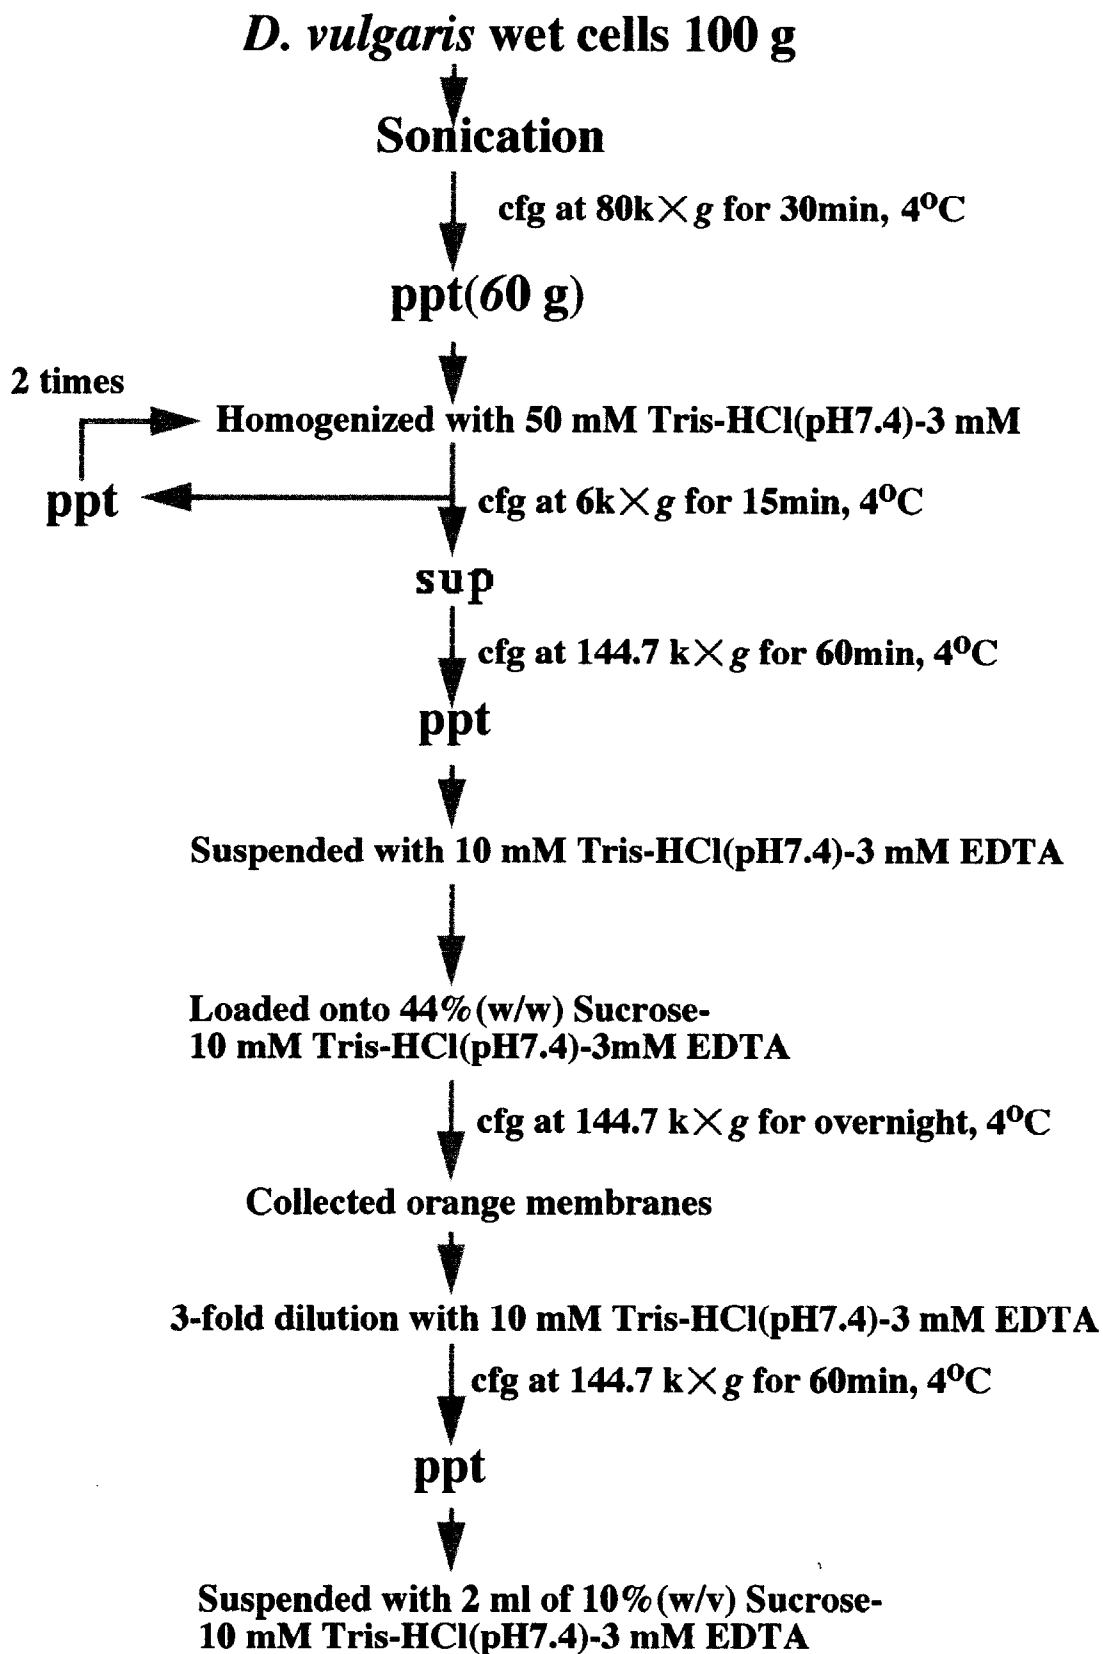 D. vulgaris wet cells 100 g
Sonication
cfg at 80k×g for 30min, 4°C
ppt(60 g)
2 times
Homogenized with 50 mM Tris-HCl(pH7.4)-3 mM
ppt
cfg at 6k×g for 15min, 4°C
sup
cfg at 144.7 k×g for 60min, 4°C
ppt
Suspended with 10 mM Tris-HCl(pH7.4)-3 mM EDTA
Loaded onto 44%(w/w) Sucrose-
10 mM Tris-HCl(pH7.4)-3mM EDTA
cfg at 144.7 k×g for overnight, 4°C
Collected orange membranes
3-fold dilution with 10 mM Tris-HCl(pH7.4)-3 mM EDTA
cfg at 144.7 k×g for 60min, 4°C
ppt
Suspended with 2 ml of 10%(w/v) Sucrose-
10 mM Tris-HCl(pH7.4)-3 mM EDTA